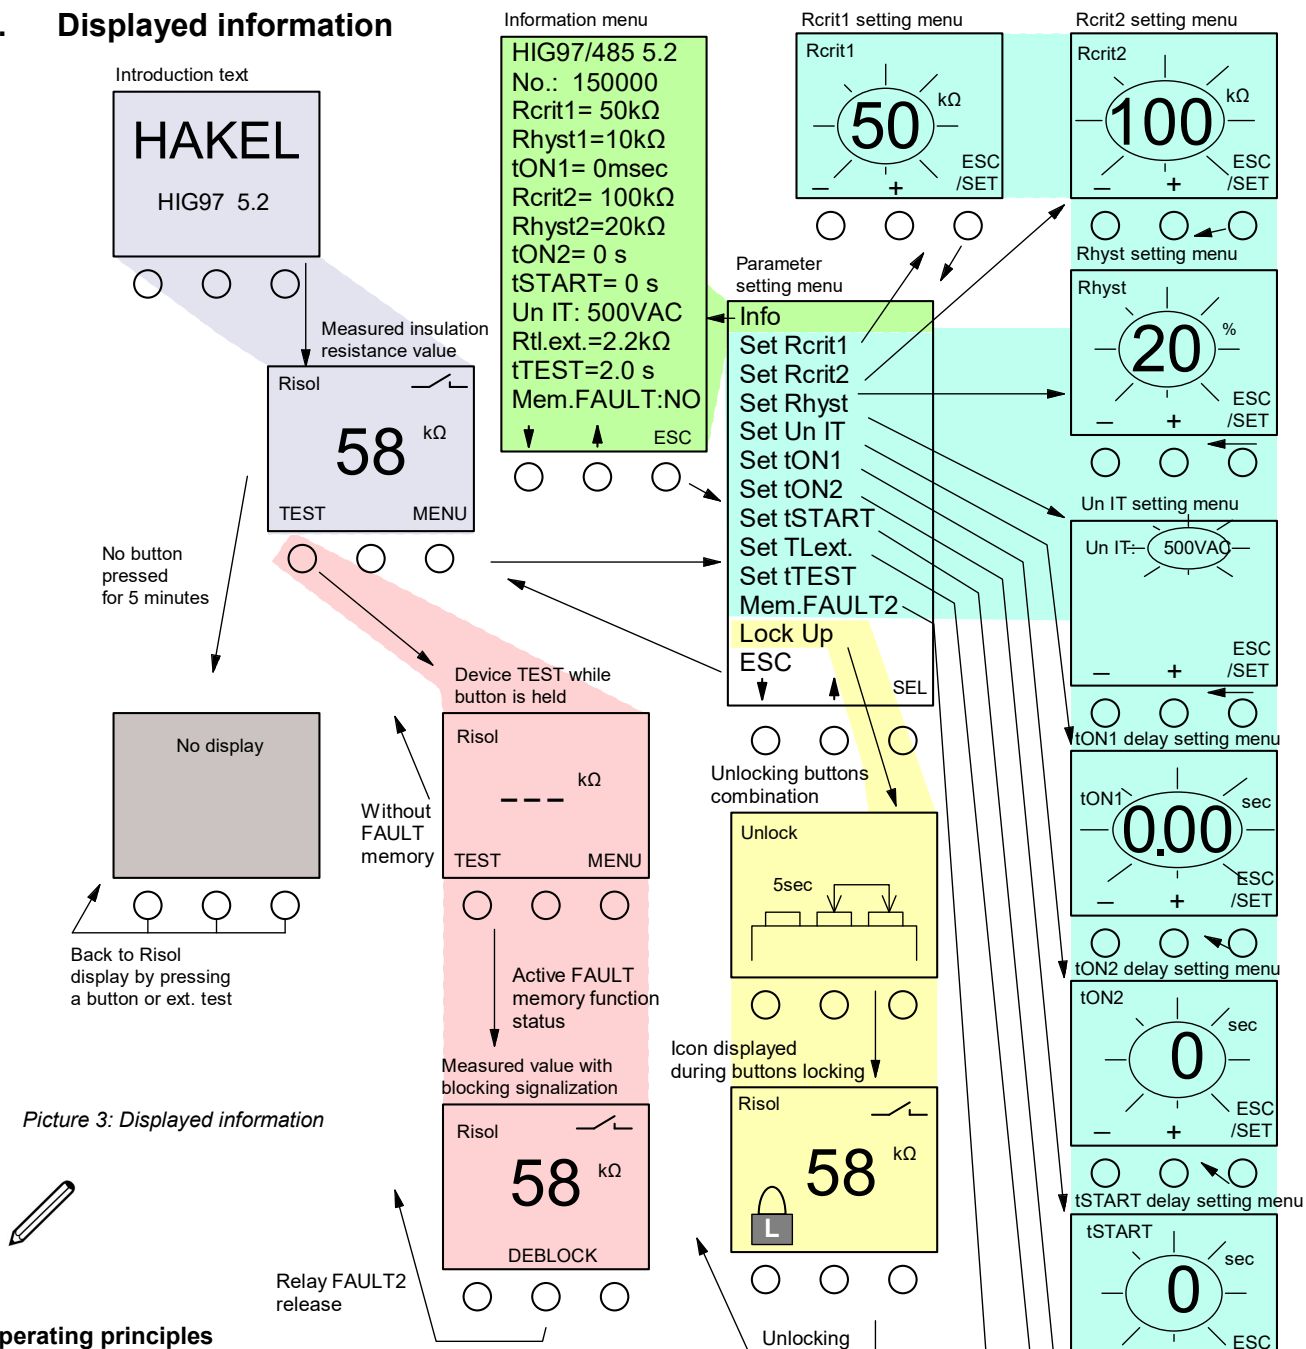 . Displayed information
Introduction text
HAKEL
HIG97 5.2
Information menu
HIG97/485 5.2
No.: 150000
Rcrit1= 50kΩ
Rhyst1=10kΩ
tON1= 0msec
Rcrit2= 100kΩ
Rhyst2=20kΩ
tON2= 0 s
tSTART= 0 s
Un IT: 500VAC
Rtl.ext.=2.2kΩ
tTEST=2.0 s
Mem.FAULT:NO
ESC
Rcrit1 setting menu
Rcrit1
50 kΩ
ESC
– + /SET
Rcrit2 setting menu
Rcrit2
100 kΩ
ESC
– + /SET
Measured insulation
resistance value
Risol
58 kΩ
TEST MENU
Parameter
setting menu
Info
Set Rcrit1
Set Rcrit2
Set Rhyst
Set Un IT
Set tON1
Set tON2
Set tSTART
Set TLext.
Set tTEST
Mem.FAULT2
Lock Up
ESC
SEL
Rhyst setting menu
Rhyst
20 %
ESC
– + /SET
Un IT setting menu
Un IT: 500VAC
ESC
– + /SET
No button
pressed
for 5 minutes
No display
Back to Risol
display by pressing
a button or ext. test
Device TEST while
button is held
Risol
--- kΩ
TEST MENU
Without
FAULT
memory
Active FAULT
memory function
status
Measured value with
blocking signalization
Risol
58 kΩ
DEBLOCK
Relay FAULT2
release
Unlocking buttons
combination
Unlock
5sec
Icon displayed
during buttons locking
Risol
58 kΩ
L
Unlocking
tON1 delay setting menu
tON1
0.00 sec
ESC
– + /SET
tON2 delay setting menu
tON2
0 sec
ESC
– + /SET
tSTART delay setting menu
tSTART
0 sec
ESC
Picture 3: Displayed information
perating principles